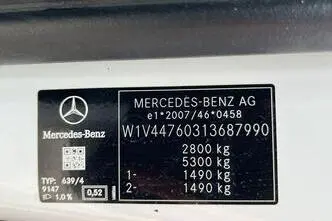 MERCEDES-BENZ AG
e1*2007/46*0458
W1V44760313687990
2800 kg
5300 kg
1- 1490 kg
2- 1490 kg
Mercedes-Benz
TYP: 639/4
9147 0,52
1.0 %